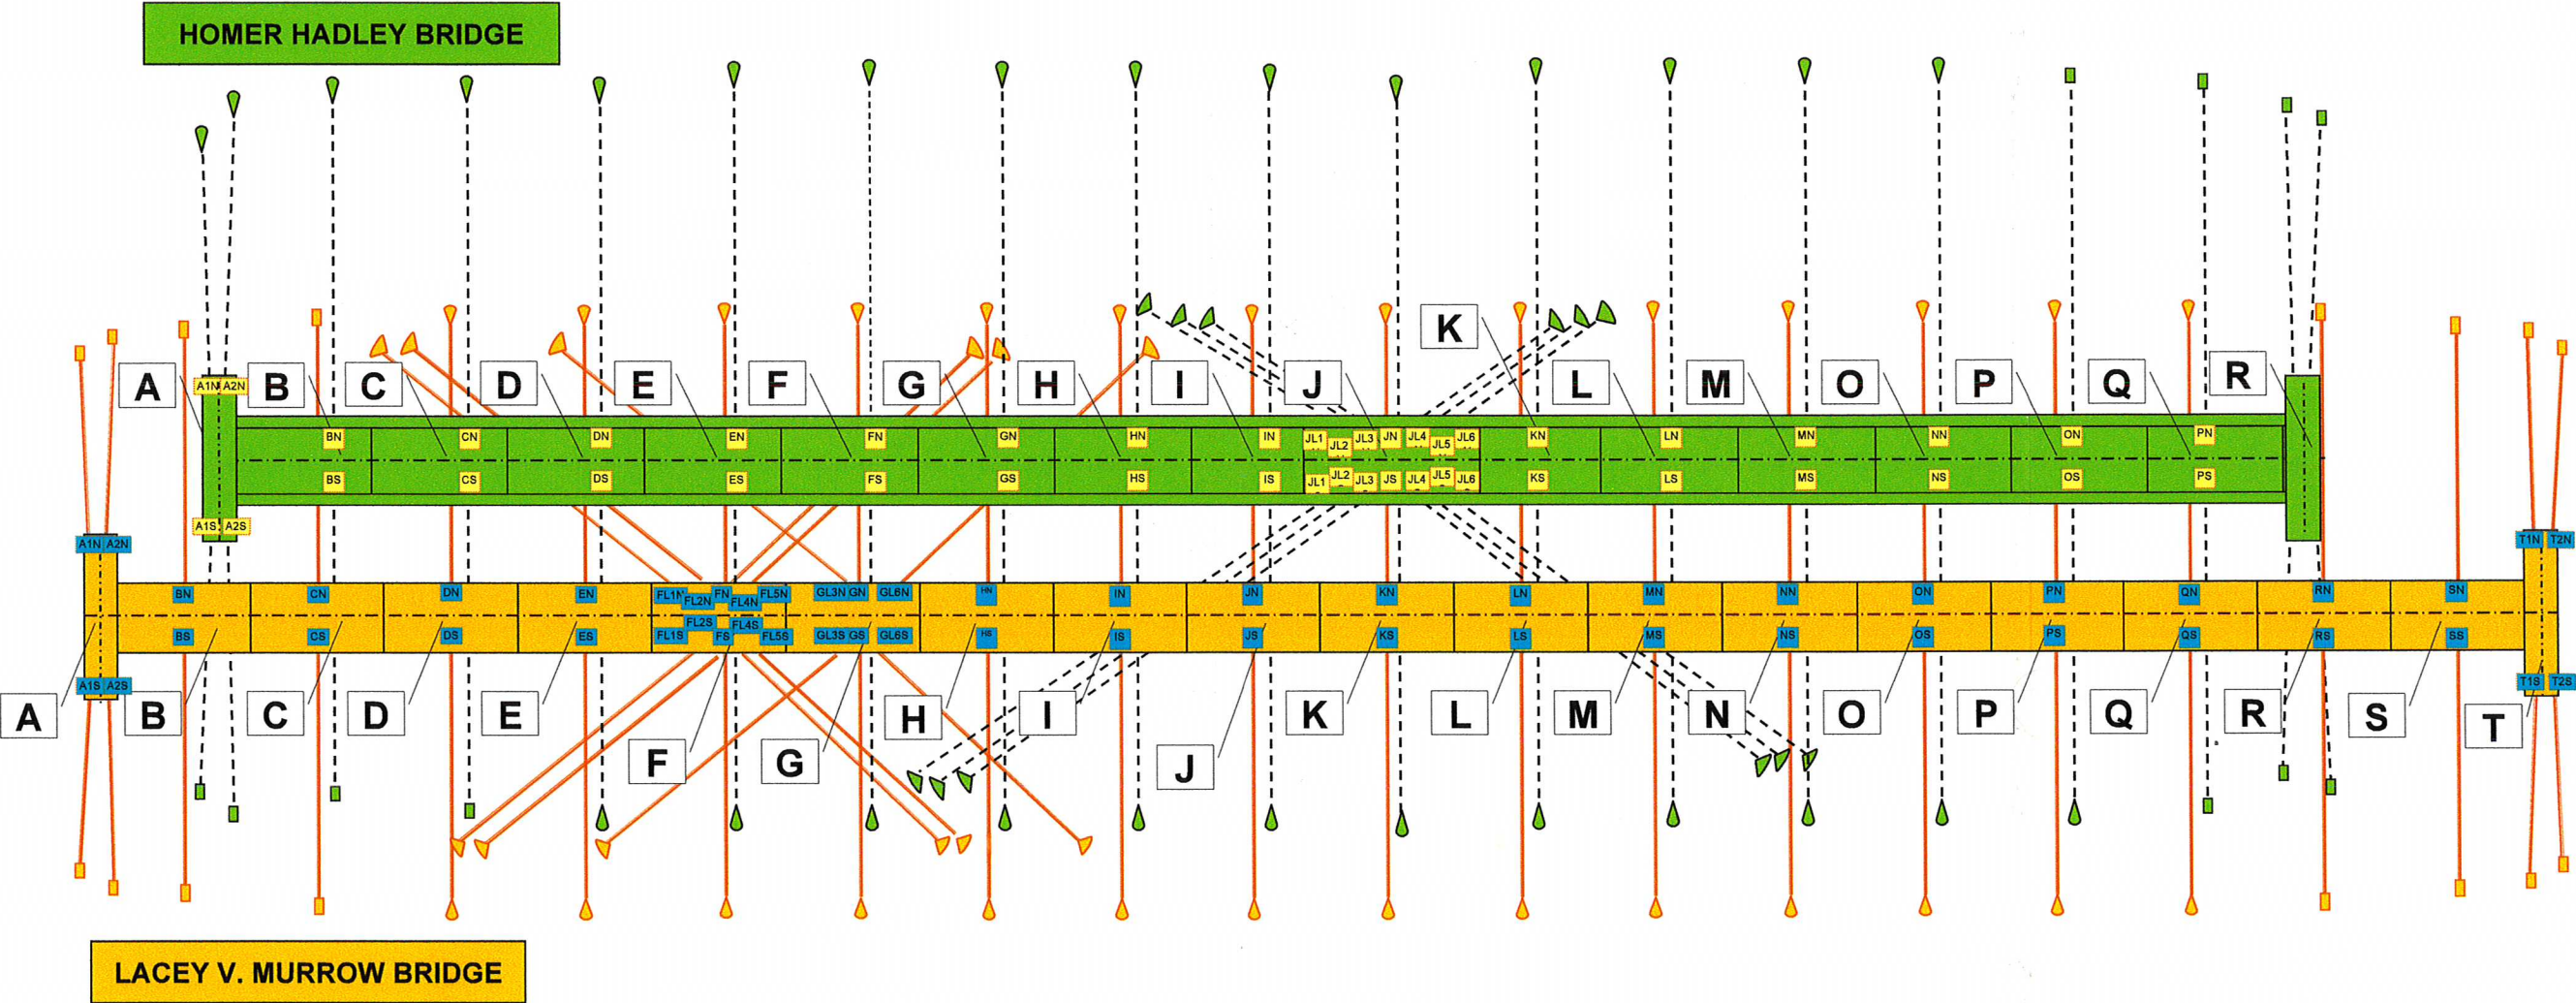 HOMER HADLEY BRIDGE
K
A B C D E F G H I J L M O P Q R
A1N A2N
BN CN DN EN FN GN HN IN JL1 JL2 JL3 JN JL4 JL5 JL6 KN LN MN NN ON PN
BS CS DS ES FS GS HS IS JL1 JL2 JL3 JS JL4 JL5 JL6 KS LS MS NS OS PS
A1S A2S
A1N A2N T1N T2N
BN CN DN EN FL1N FL2N FN FL4N FL5N GL3N GN GL6N HN IN JN KN LN MN NN ON PN QN RN SN
BS CS DS ES FL1S FL2S FS FL4S FL5S GL3S GS GL6S HS IS JS KS LS MS NS OS PS QS RS SS
A1S A2S T1S T2S
A B C D E H I K L M N O P Q R S T
F G J
LACEY V. MURROW BRIDGE